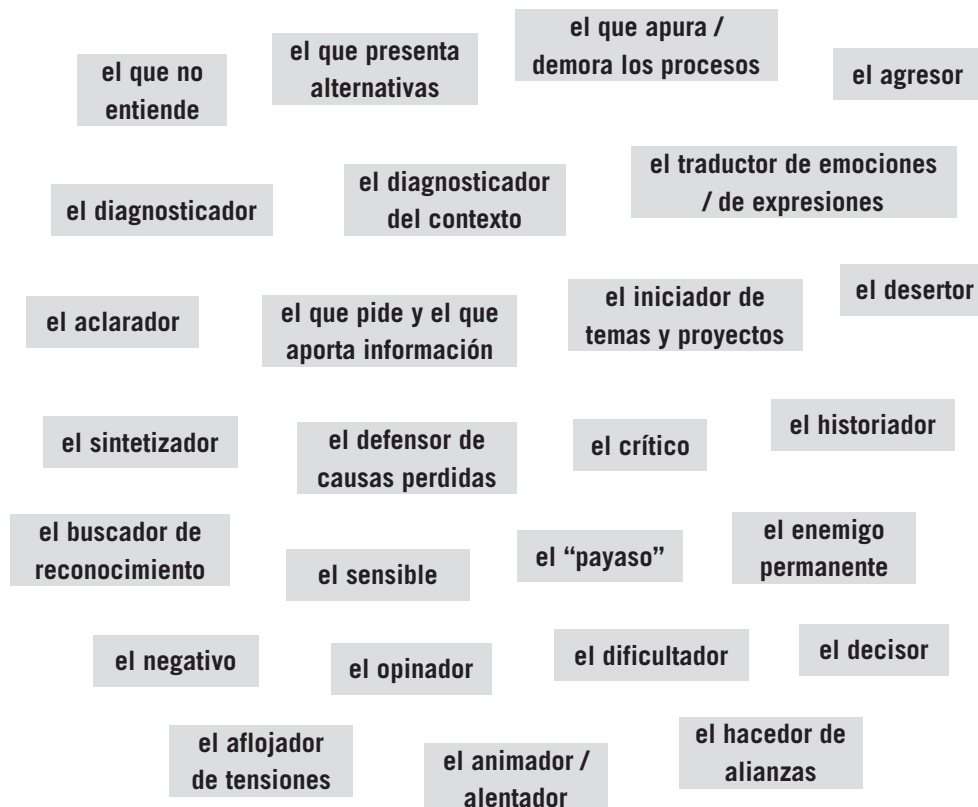 el que no
entiende
el que presenta
alternativas
el que apura /
demora los procesos
el agresor
el diagnosticador
el diagnosticador
del contexto
el traductor de emociones
/ de expresiones
el aclarador
el que pide y el que
aporta información
el iniciador de
temas y proyectos
el desertor
el sintetizador
el defensor de
causas perdidas
el crítico
el historiador
el buscador de
reconocimiento
el sensible
el “payaso”
el enemigo
permanente
el negativo
el opinador
el dificultador
el decisor
el aflojador
de tensiones
el animador /
alentador
el hacedor de
alianzas